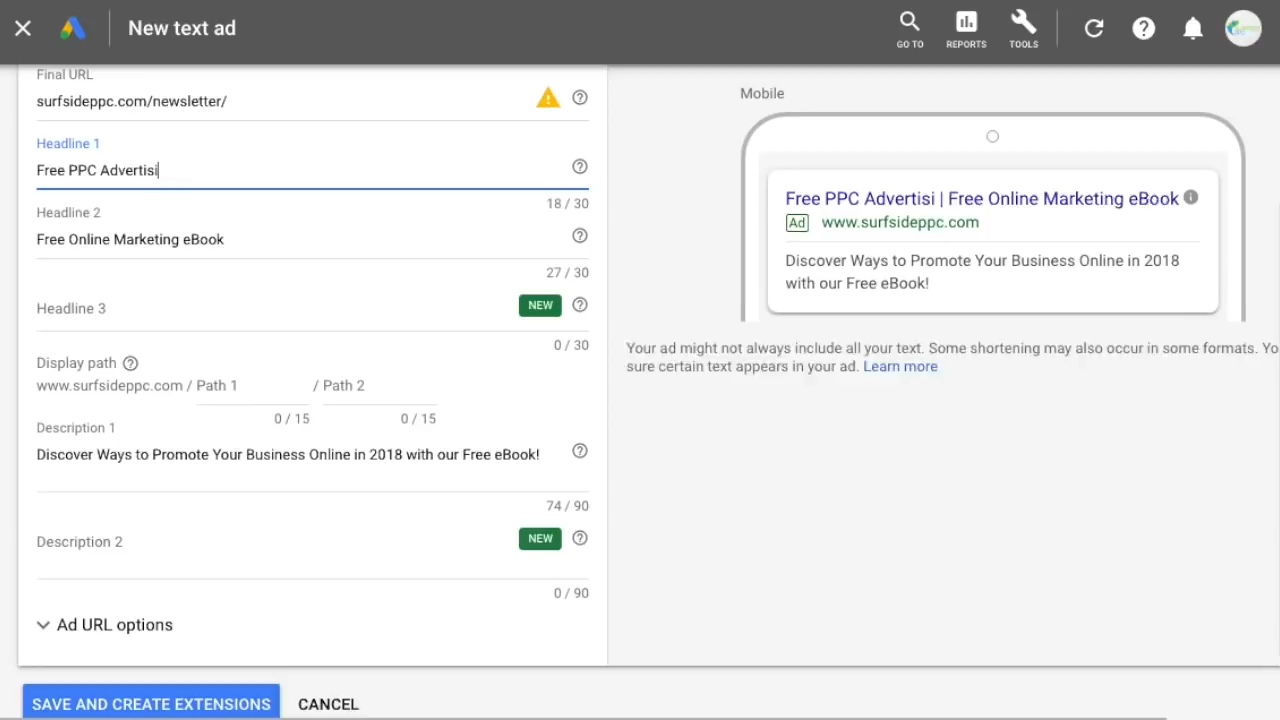 New text ad
GO TO
REPORTS
TOOLS
Final URL
surfsideppc.com/newsletter/
Headline 1
Free PPC Advertisi
18 / 30
Headline 2
Free Online Marketing eBook
27 / 30
Headline 3
NEW
0 / 30
Display path
www.surfsideppc.com / Path 1 / Path 2
0 / 15 0 / 15
Description 1
Discover Ways to Promote Your Business Online in 2018 with our Free eBook!
74 / 90
Description 2
NEW
0 / 90
Ad URL options
SAVE AND CREATE EXTENSIONS
CANCEL
Mobile
Free PPC Advertisi | Free Online Marketing eBook
Ad www.surfsideppc.com
Discover Ways to Promote Your Business Online in 2018
with our Free eBook!
Your ad might not always include all your text. Some shortening may also occur in some formats. Yo
sure certain text appears in your ad. Learn more